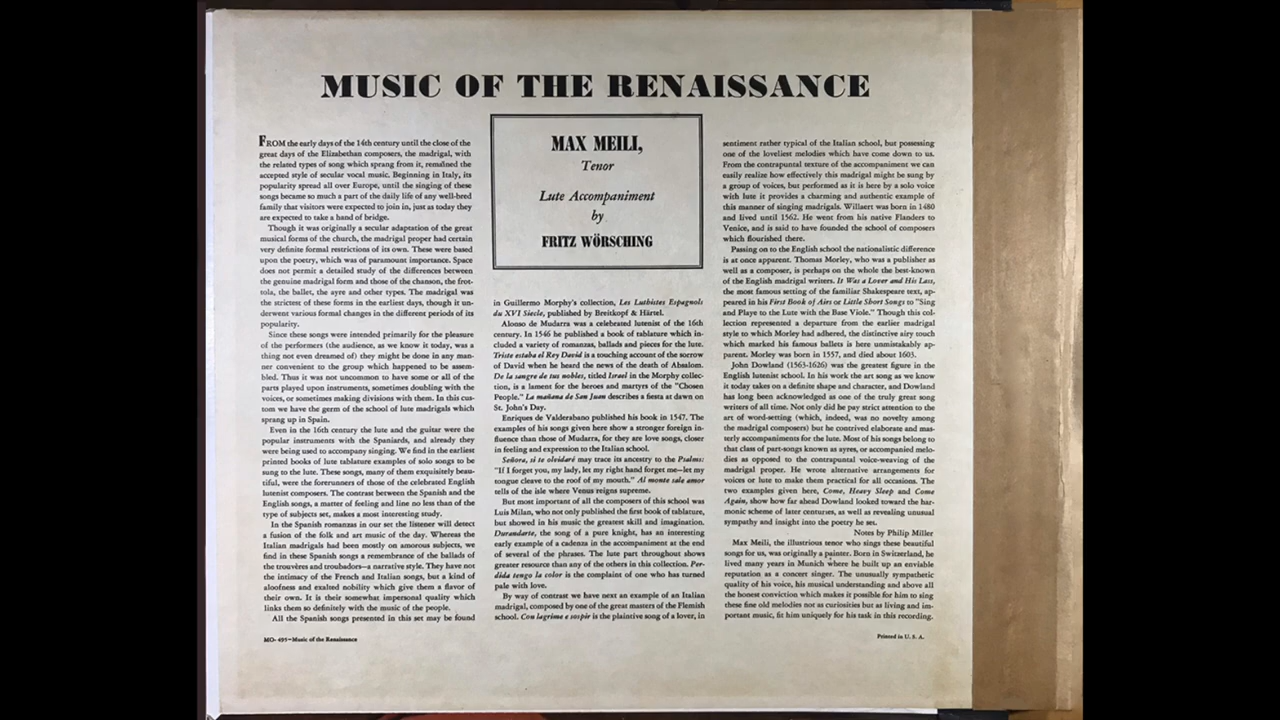 MUSIC OF THE RENAISSANCE
FROM the early days of the 14th century until the close of the
great days of the Elizabethan composers, the madrigal, with
the related types of song which sprang from it, remained the
accepted style of secular vocal music. Beginning in Italy, its
popularity spread all over Europe, until the singing of these
songs became so much a part of the daily life of any well-bred
family that visitors were expected to join in, just as today they
are expected to take a hand of bridge.
Though it was originally a secular adaptation of the great
musical forms of the church, the madrigal proper had certain
very definite formal restrictions of its own. These were based
upon the poetry, which was of paramount importance. Space
does not permit a detailed study of the differences between
the genuine madrigal form and those of the chanson, the frot-
tola, the ballet, the ayre and other types. The madrigal was
the strictest of these forms in the earliest days, though it un-
derwent various formal changes in the different periods of its
popularity.
Since these songs were intended primarily for the pleasure
of the performers (the audience, as we know it today, was a
thing not even dreamed of) they might be done in any man-
ner convenient to the group which happened to be assem-
bled. Thus it was not uncommon to have some or all of the
parts played upon instruments, sometimes doubling with the
voices, or sometimes making divisions with them. In this cus-
tom we have the germ of the school of lute madrigals which
sprang up in Spain.
Even in the 16th century the lute and the guitar were the
popular instruments with the Spaniards, and already they
were being used to accompany singing. We find in the earliest
printed books of lute tablature examples of solo songs to be
sung to the lute. These songs, many of them exquisitely beau-
tiful, were the forerunners of those of the celebrated English
lutenist composers. The contrast between the Spanish and the
English songs, a matter of feeling and line no less than of the
type of subjects set, makes a most interesting study.
In the Spanish romanzas in our set the listener will detect
a fusion of the folk and art music of the day. Whereas the
Italian madrigals had been mostly on amorous subjects, we
find in these Spanish songs a remembrance of the ballads of
the trouvères and troubadors—a narrative style. They have not
the intimacy of the French and Italian songs, but a kind of
aloofness and exalted nobility which give them a flavor of
their own. It is their somewhat impersonal quality which
links them so definitely with the music of the people.
All the Spanish songs presented in this set may be found
MO- 495—Music of the Renaissance
MAX MEILI,
Tenor
Lute Accompaniment
by
FRITZ WÖRSCHING
in Guillermo Morphy's collection, Les Luthistes Espagnols
du XVI Siecle, published by Breitkopf & Härtel.
Alonso de Mudarra was a celebrated lutenist of the 16th
century. In 1546 he published a book of tablature which in-
cluded a variety of romanzas, ballads and pieces for the lute.
Triste estaba el Rey David is a touching account of the sorrow
of David when he heard the news of the death of Absalom.
De la sangre de tus nobles, titled Israel in the Morphy collec-
tion, is a lament for the heroes and martyrs of the "Chosen
People." La mañana de San Juan describes a fiesta at dawn on
St. John's Day.
Enriques de Valderabano published his book in 1547. The
examples of his songs given here show a stronger foreign in-
fluence than those of Mudarra, for they are love songs, closer
in feeling and expression to the Italian school.
Señora, si te olvidaré may trace its ancestry to the Psalms:
"If I forget you, my lady, let my right hand forget me—let my
tongue cleave to the roof of my mouth." Al monte sale amor
tells of the isle where Venus reigns supreme.
But most important of all the composers of this school was
Luis Milan, who not only published the first book of tablature,
but showed in his music the greatest skill and imagination.
Durandarte, the song of a pure knight, has an interesting
early example of a cadenza in the accompaniment at the end
of several of the phrases. The lute part throughout shows
greater resource than any of the others in this collection. Per-
dida tengo la color is the complaint of one who has turned
pale with love.
By way of contrast we have next an example of an Italian
madrigal, composed by one of the great masters of the Flemish
school. Con lagrime e sospir is the plaintive song of a lover, in
sentiment rather typical of the Italian school, but possessing
one of the loveliest melodies which have come down to us.
From the contrapuntal texture of the accompaniment we can
easily realize how effectively this madrigal might be sung by
a group of voices, but performed as it is here by a solo voice
with lute it provides a charming and authentic example of
this manner of singing madrigals. Willaert was born in 1480
and lived until 1562. He went from his native Flanders to
Venice, and is said to have founded the school of composers
which flourished there.
Passing on to the English school the nationalistic difference
is at once apparent. Thomas Morley, who was a publisher as
well as a composer, is perhaps on the whole the best-known
of the English madrigal writers. It Was a Lover and His Lass,
the most famous setting of the familiar Shakespeare text, ap-
peared in his First Book of Airs or Little Short Songs to "Sing
and Playe to the Lute with the Base Viole." Though this col-
lection represented a departure from the earlier madrigal
style to which Morley had adhered, the distinctive airy touch
which marked his famous ballets is here unmistakably ap-
parent. Morley was born in 1557, and died about 1603.
John Dowland (1563-1626) was the greatest figure in the
English lutenist school. In his work the art song as we know
it today takes on a definite shape and character, and Dowland
has long been acknowledged as one of the truly great song
writers of all time. Not only did he pay strict attention to the
art of word-setting (which, indeed, was no novelty among
the madrigal composers) but he contrived elaborate and mas-
terly accompaniments for the lute. Most of his songs belong to
that class of part-songs known as ayres, or accompanied melo-
dies as opposed to the contrapuntal voice-weaving of the
madrigal proper. He wrote alternative arrangements for
voices or lute to make them practical for all occasions. The
two examples given here, Come, Heavy Sleep and Come
Again, show how far ahead Dowland looked toward the har-
monic scheme of later centuries, as well as revealing unusual
sympathy and insight into the poetry he set.
Notes by Philip Miller
Max Meili, the illustrious tenor who sings these beautiful
songs for us, was originally a painter. Born in Switzerland, he
lived many years in Munich where he built up an enviable
reputation as a concert singer. The unusually sympathetic
quality of his voice, his musical understanding and above all
the honest conviction which makes it possible for him to sing
these fine old melodies not as curiosities but as living and im-
portant music, fit him uniquely for his task in this recording.
Printed in U. S. A.